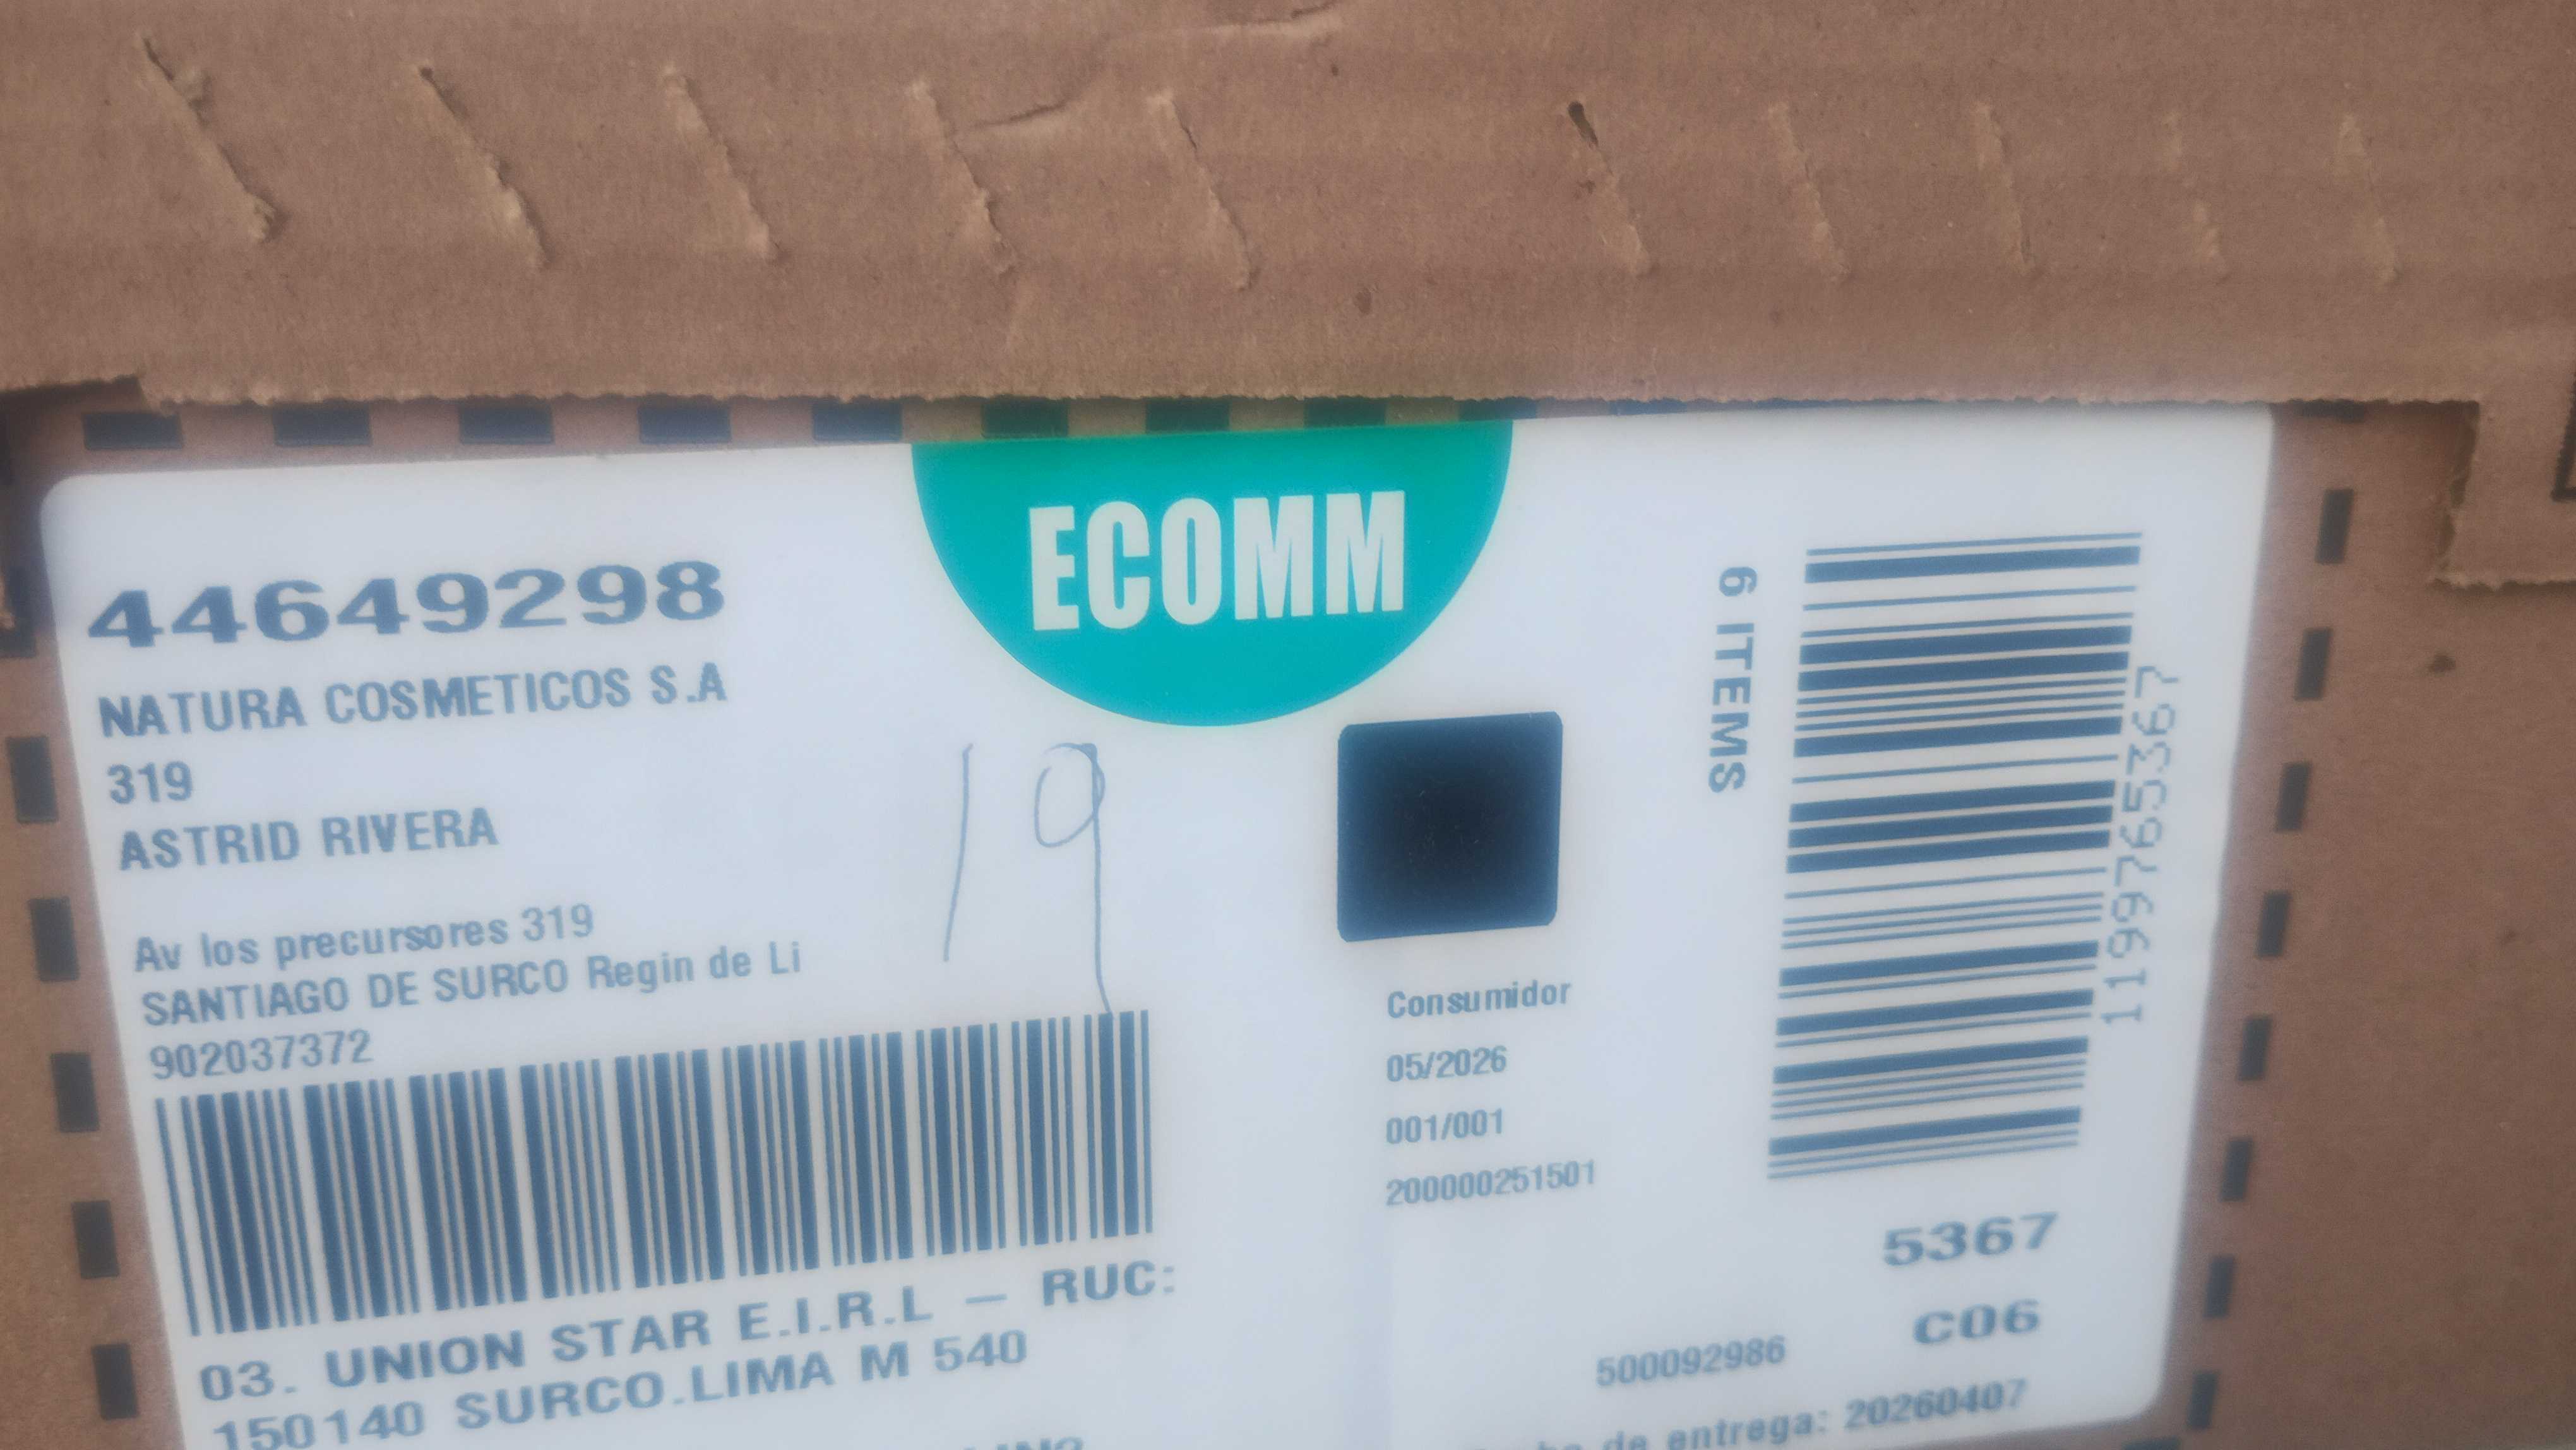 ECOMM
44649298
NATURA COSMETICOS S.A
319
ASTRID RIVERA
19
Av los precursores 319
SANTIAGO DE SURCO Regin de Li
902037372
03. UNION STAR E.I.R.L – RUC:
150140 SURCO.LIMA M 540
6 ITEMS
119976565367
Consumidor
05/2026
001/001
200000251501
5367
C06
500092986
de entrega: 20260407